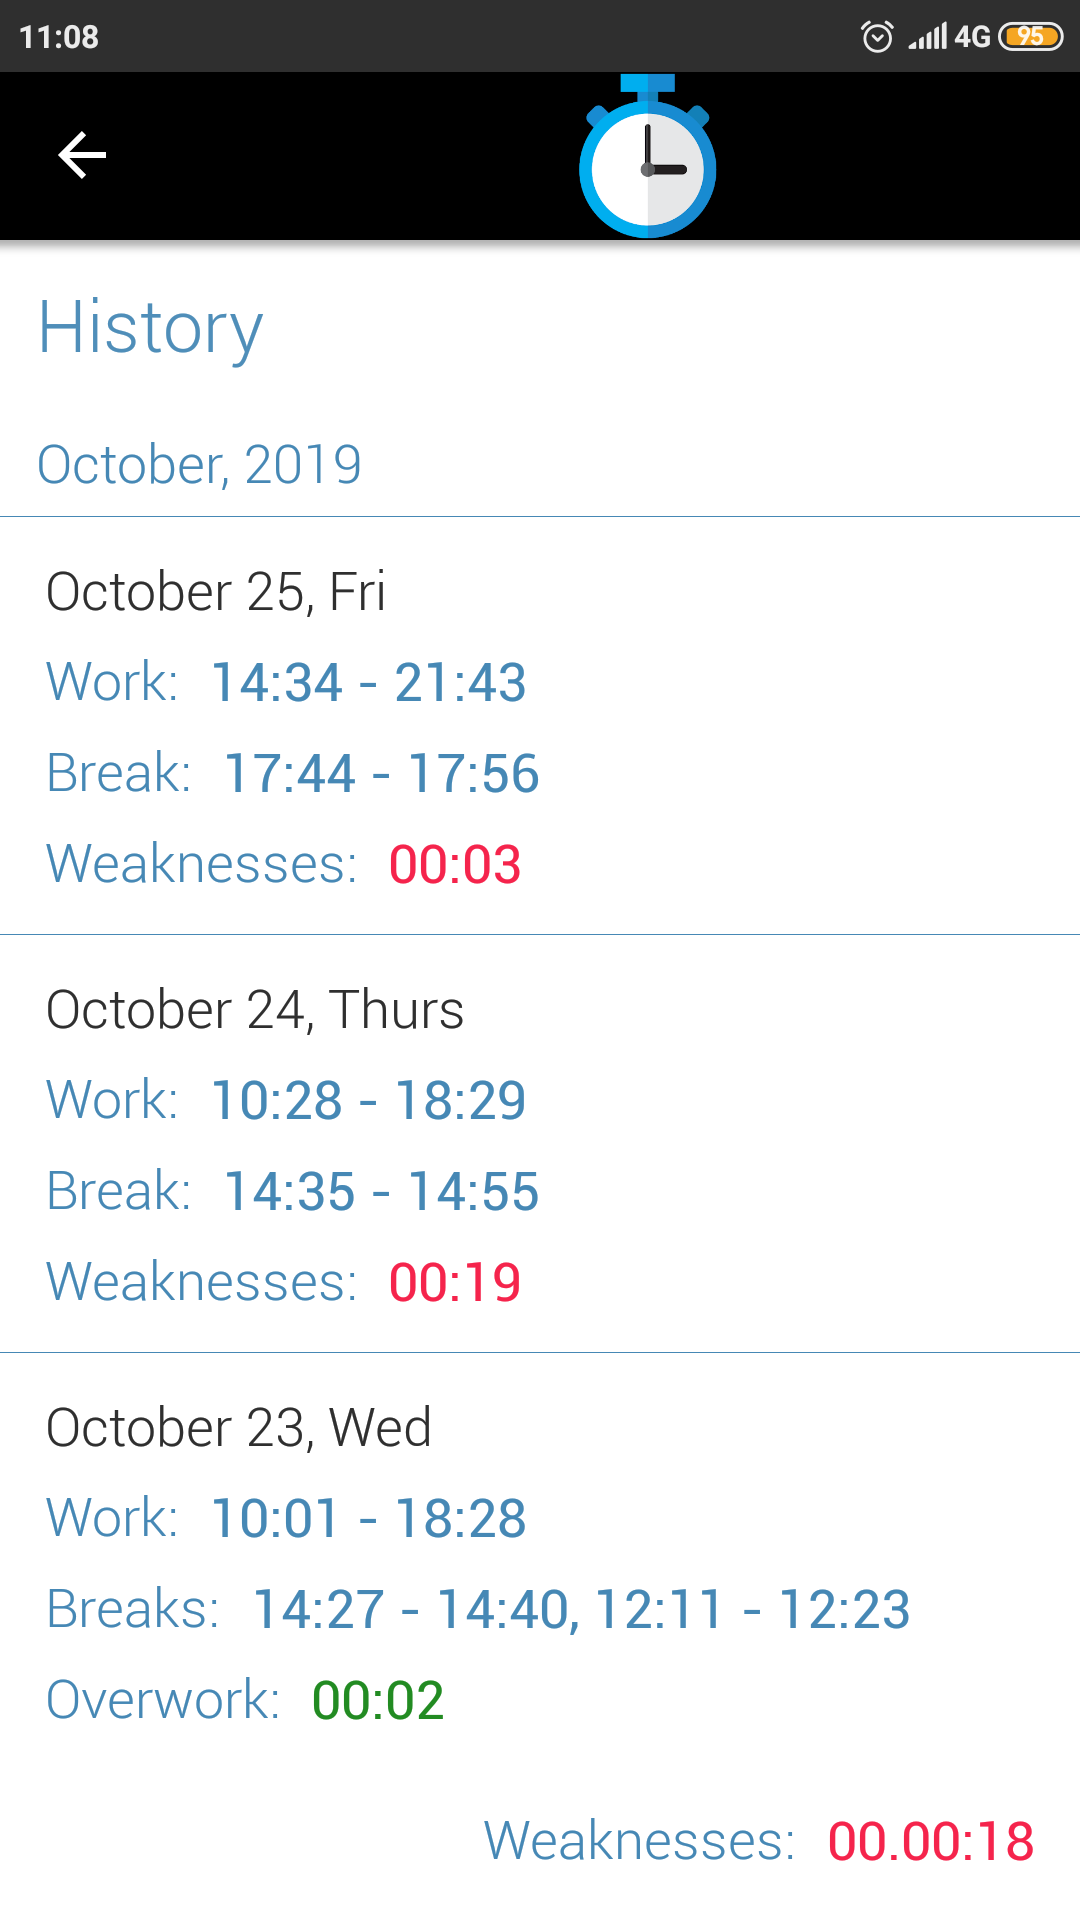 11:08 4G 95
History
October, 2019
October 25, Fri
Work: 14:34 - 21:43
Break: 17:44 - 17:56
Weaknesses: 00:03
October 24, Thurs
Work: 10:28 - 18:29
Break: 14:35 - 14:55
Weaknesses: 00:19
October 23, Wed
Work: 10:01 - 18:28
Breaks: 14:27 - 14:40, 12:11 - 12:23
Overwork: 00:02
Weaknesses: 00.00:18